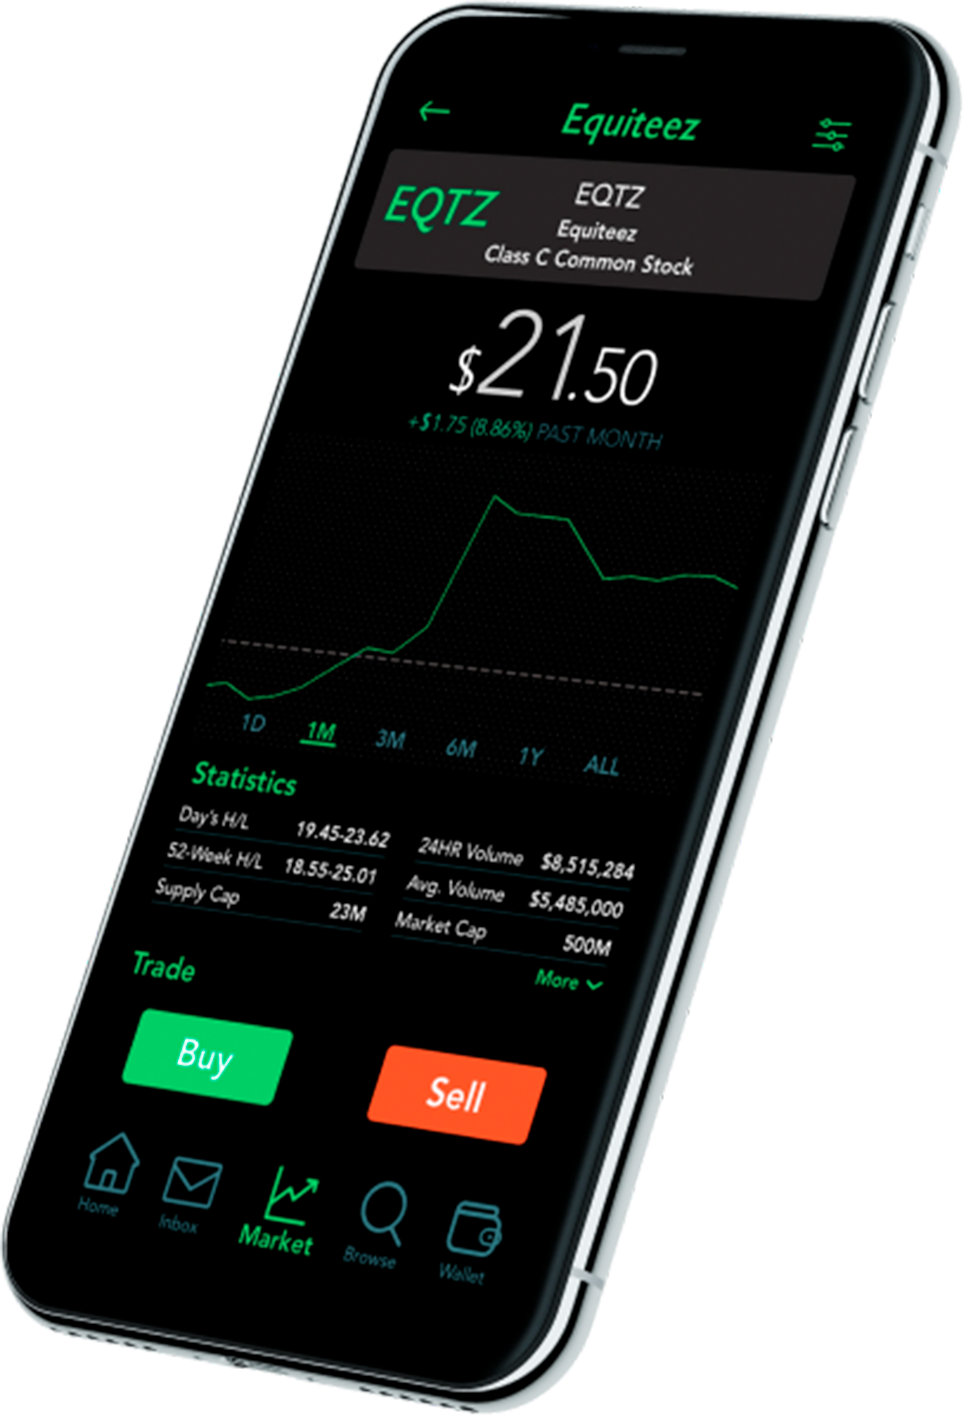 Equiteez
EQTZ
EQTZ
Equiteez
Class C Common Stock
$21.50
+$1.75 (8.86%) PAST MONTH
1D 1M 3M 6M 1Y ALL
Statistics
Day's H/L 19.45-23.62
52-Week H/L 18.55-25.01
Supply Cap 23M
24HR Volume $8,515,284
Avg. Volume $5,485,000
Market Cap 500M
More
Trade
Buy
Sell
Home Inbox Market Browse Wallet